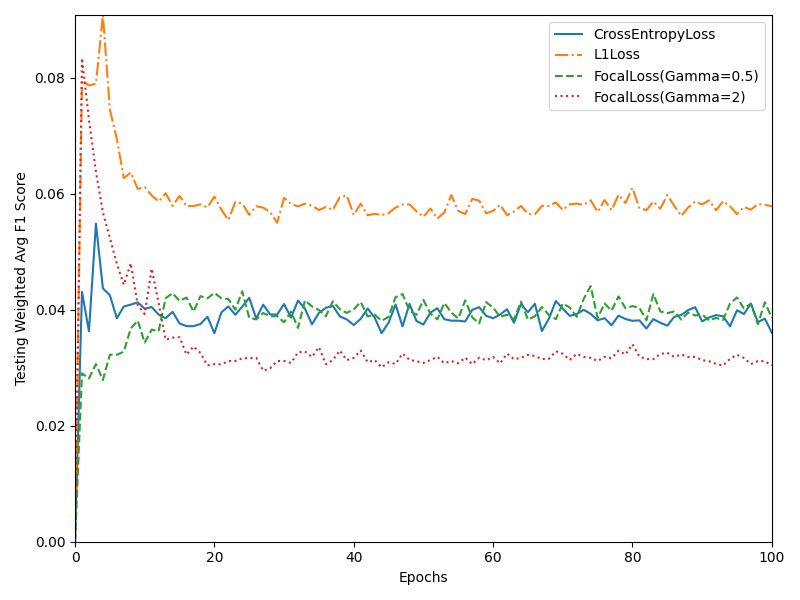 CrossEntropyLoss
L1Loss
FocalLoss(Gamma=0.5)
FocalLoss(Gamma=2)
Testing Weighted Avg F1 Score
0.08
0.06
0.04
0.02
0.00
0 20 40 60 80 100
Epochs